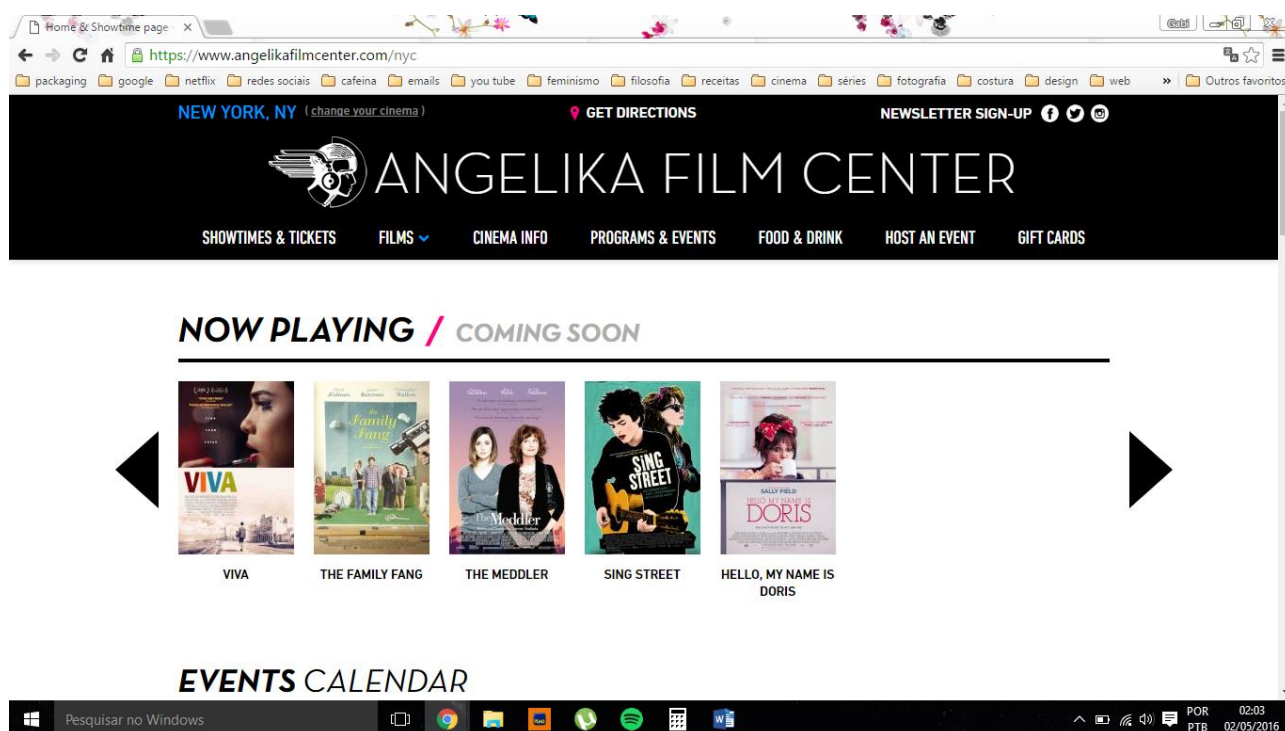 Home & Showtime page
Gabi
https://www.angelikafilmcenter.com/nyc
packaging google netflix redes sociais cafeina emails you tube feminismo filosofia receitas cinema séries fotografia costura design web » Outros favoritos
NEW YORK, NY (change your cinema) GET DIRECTIONS NEWSLETTER SIGN-UP
ANGELIKA FILM CENTER
SHOWTIMES & TICKETS FILMS CINEMA INFO PROGRAMS & EVENTS FOOD & DRINK HOST AN EVENT GIFT CARDS
NOW PLAYING / COMING SOON
VIVA
the
Family
Fang
The Meddler
SING
STREET
SALLY FIELD
HELLO MY NAME IS
DORIS
VIVA THE FAMILY FANG THE MEDDLER SING STREET HELLO, MY NAME IS
DORIS
EVENTS CALENDAR
Pesquisar no Windows
POR 02:03
PTB 02/05/2016